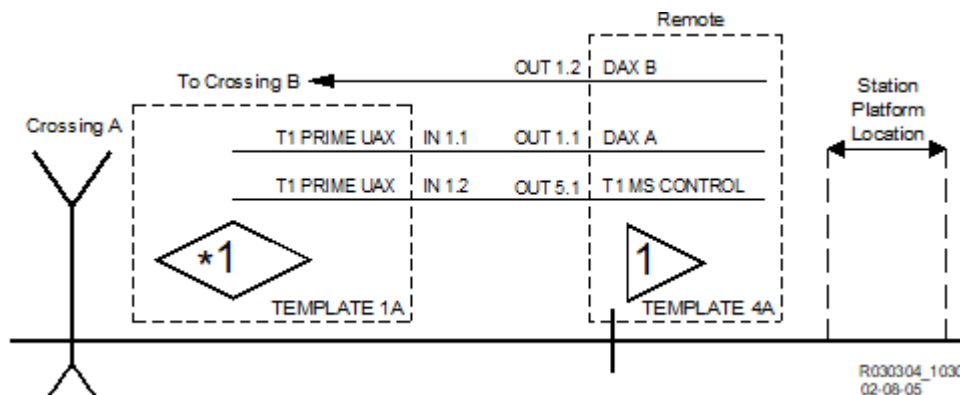 Remote
OUT 1.2 DAX B
To Crossing B
Station
Platform
Location
Crossing A
T1 PRIME UAX IN 1.1 OUT 1.1 DAX A
T1 PRIME UAX IN 1.2 OUT 5.1 T1 MS CONTROL
*1
1
TEMPLATE 1A
TEMPLATE 4A
R030304_1030
02-08-05